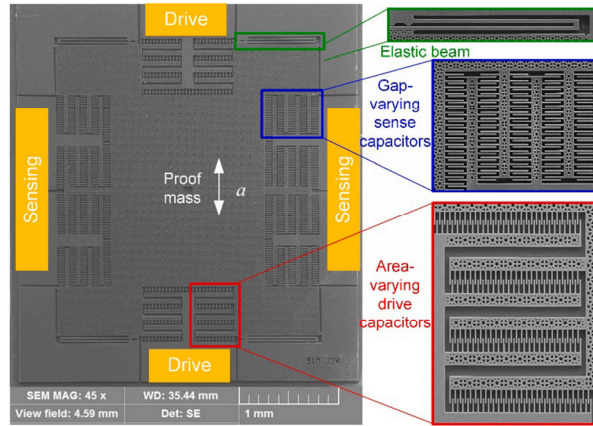 Drive
Elastic beam
Gap-
varying
sense
capacitors
Sensing
Proof
mass
a
Sensing
Area-
varying
drive
capacitors
Drive
SEM MAG: 45 x
WD: 35.44 mm
View field: 4.59 mm
Det: SE
1 mm